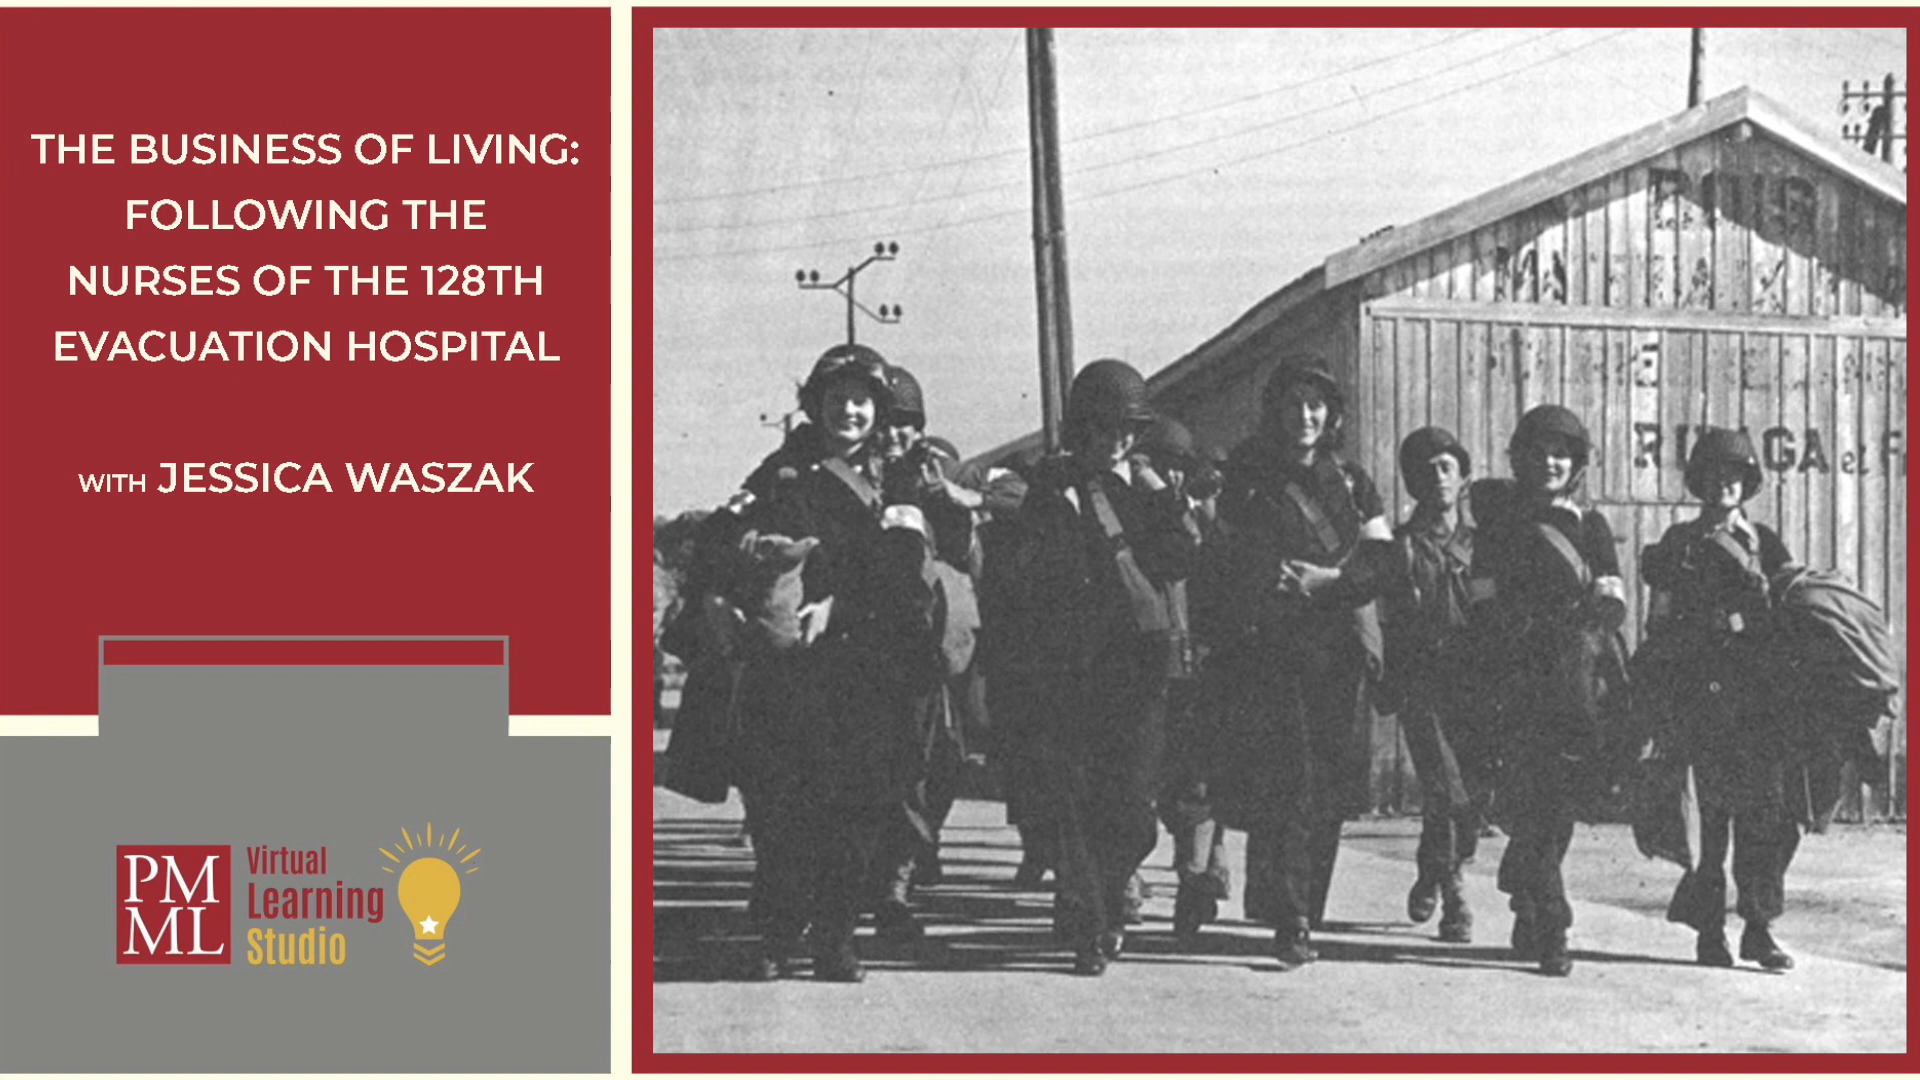 THE BUSINESS OF LIVING:
FOLLOWING THE
NURSES OF THE 128TH
EVACUATION HOSPITAL
WITH JESSICA WASZAK
PM
ML
Virtual
Learning
Studio